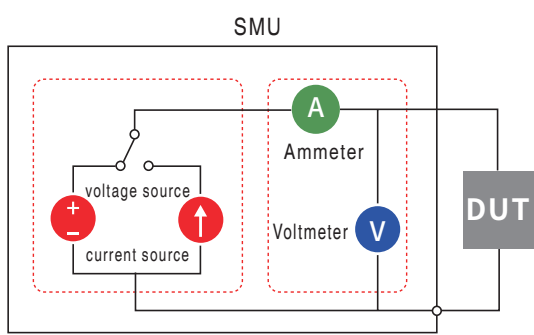 SMU
A
Ammeter
voltage source
+
−
Voltmeter
V
DUT
current source